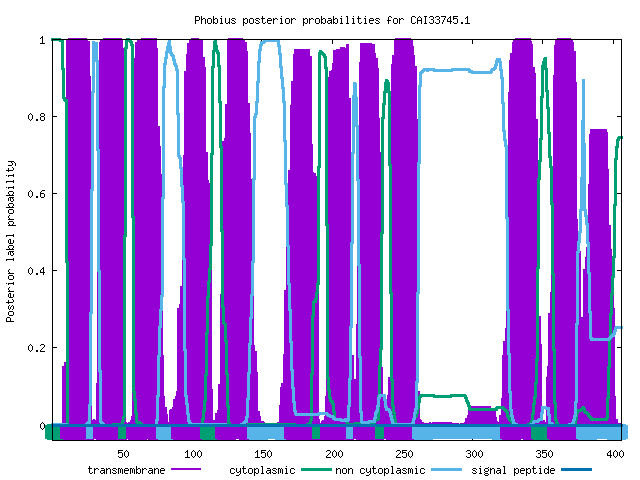 Phobius posterior probabilities for CAI33745.1
Posterior label probability
1
0.8
0.6
0.4
0.2
0
50 100 150 200 250 300 350 400
transmembrane cytoplasmic non cytoplasmic signal peptide